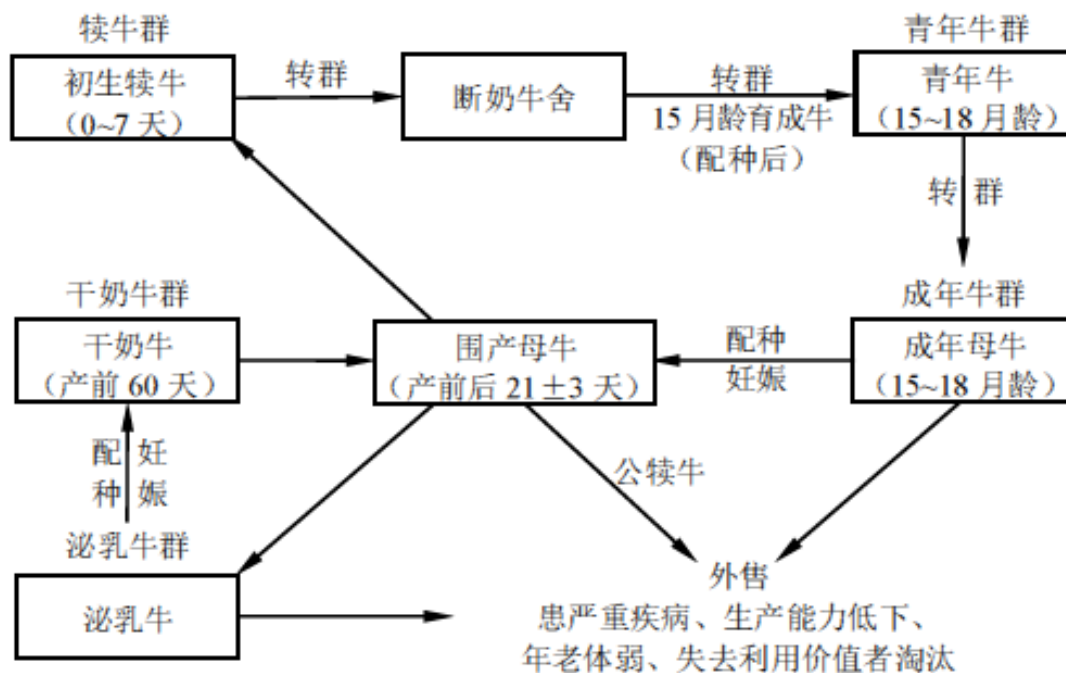 犊牛群
初生犊牛
（0~7 天）
转群
断奶牛舍
转群
15 月龄育成牛
（配种后）
青年牛群
青年牛
（15~18 月龄）
转 群
干奶牛群
干奶牛
（产前 60 天）
围产母牛
（产前后 21±3 天）
配种
妊娠
成年牛群
成年母牛
（15~18 月龄）
配 妊
种 娠
公犊牛
泌乳牛群
泌乳牛
外售
患严重疾病、生产能力低下、
年老体弱、失去利用价值者淘汰